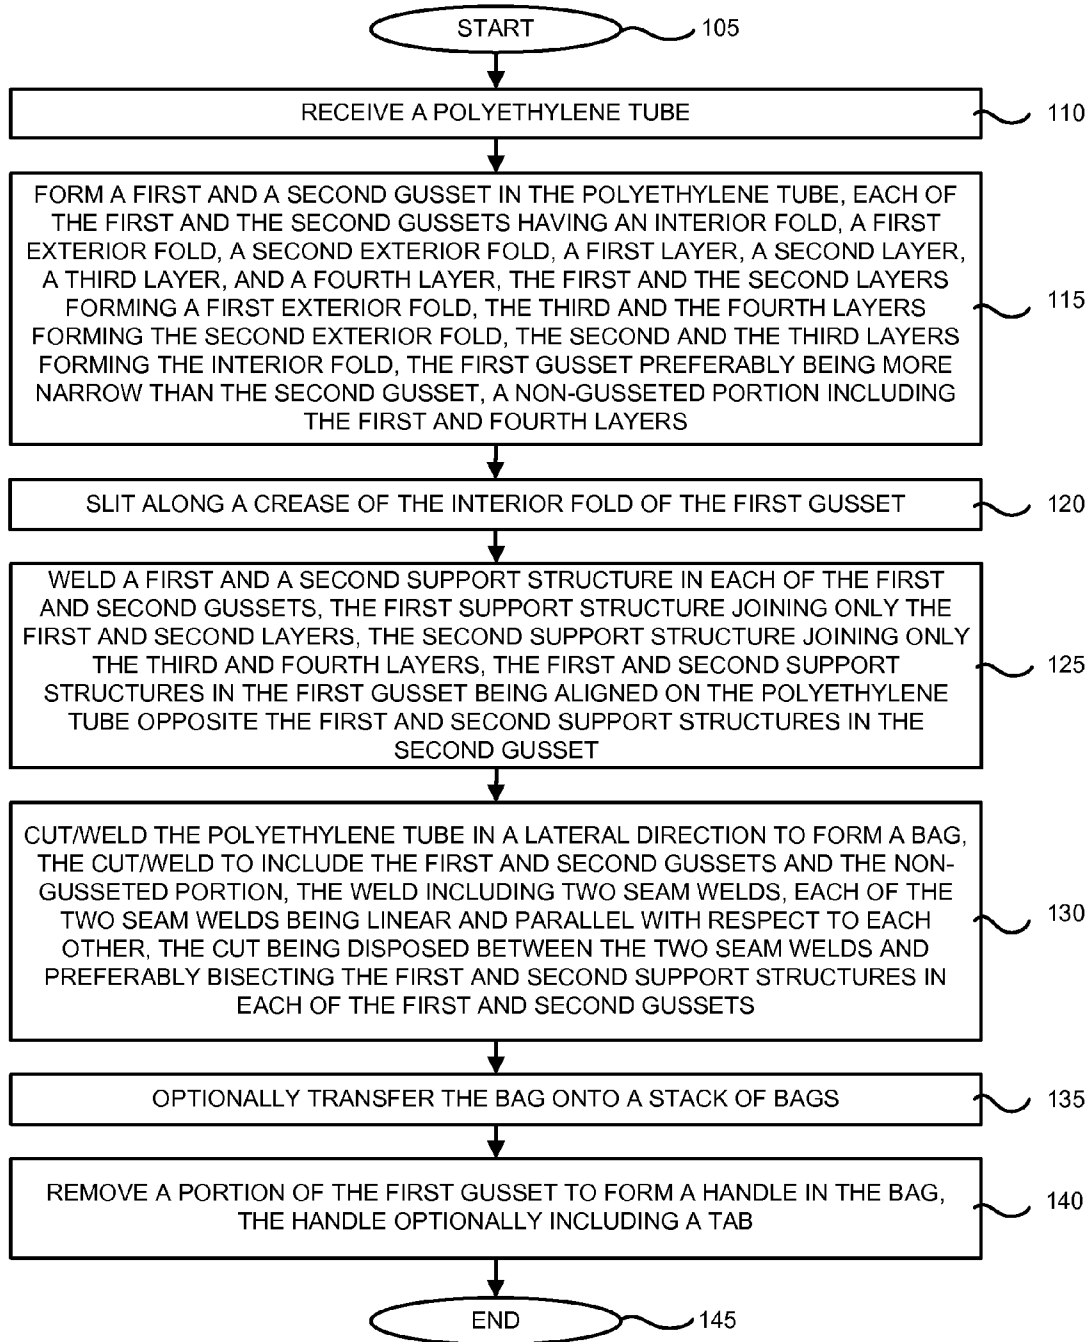 START
105
RECEIVE A POLYETHYLENE TUBE
110
FORM A FIRST AND A SECOND GUSSET IN THE POLYETHYLENE TUBE, EACH OF
THE FIRST AND THE SECOND GUSSETS HAVING AN INTERIOR FOLD, A FIRST
EXTERIOR FOLD, A SECOND EXTERIOR FOLD, A FIRST LAYER, A SECOND LAYER,
A THIRD LAYER, AND A FOURTH LAYER, THE FIRST AND THE SECOND LAYERS
FORMING A FIRST EXTERIOR FOLD, THE THIRD AND THE FOURTH LAYERS
FORMING THE SECOND EXTERIOR FOLD, THE SECOND AND THE THIRD LAYERS
FORMING THE INTERIOR FOLD, THE FIRST GUSSET PREFERABLY BEING MORE
NARROW THAN THE SECOND GUSSET, A NON-GUSSETED PORTION INCLUDING
THE FIRST AND FOURTH LAYERS
115
SLIT ALONG A CREASE OF THE INTERIOR FOLD OF THE FIRST GUSSET
120
WELD A FIRST AND A SECOND SUPPORT STRUCTURE IN EACH OF THE FIRST
AND SECOND GUSSETS, THE FIRST SUPPORT STRUCTURE JOINING ONLY THE
FIRST AND SECOND LAYERS, THE SECOND SUPPORT STRUCTURE JOINING ONLY
THE THIRD AND FOURTH LAYERS, THE FIRST AND SECOND SUPPORT
STRUCTURES IN THE FIRST GUSSET BEING ALIGNED ON THE POLYETHYLENE
TUBE OPPOSITE THE FIRST AND SECOND SUPPORT STRUCTURES IN THE
SECOND GUSSET
125
CUT/WELD THE POLYETHYLENE TUBE IN A LATERAL DIRECTION TO FORM A BAG,
THE CUT/WELD TO INCLUDE THE FIRST AND SECOND GUSSETS AND THE NON-
GUSSETED PORTION, THE WELD INCLUDING TWO SEAM WELDS, EACH OF THE
TWO SEAM WELDS BEING LINEAR AND PARALLEL WITH RESPECT TO EACH
OTHER, THE CUT BEING DISPOSED BETWEEN THE TWO SEAM WELDS AND
PREFERABLY BISECTING THE FIRST AND SECOND SUPPORT STRUCTURES IN
EACH OF THE FIRST AND SECOND GUSSETS
130
OPTIONALLY TRANSFER THE BAG ONTO A STACK OF BAGS
135
REMOVE A PORTION OF THE FIRST GUSSET TO FORM A HANDLE IN THE BAG,
THE HANDLE OPTIONALLY INCLUDING A TAB
140
END
145